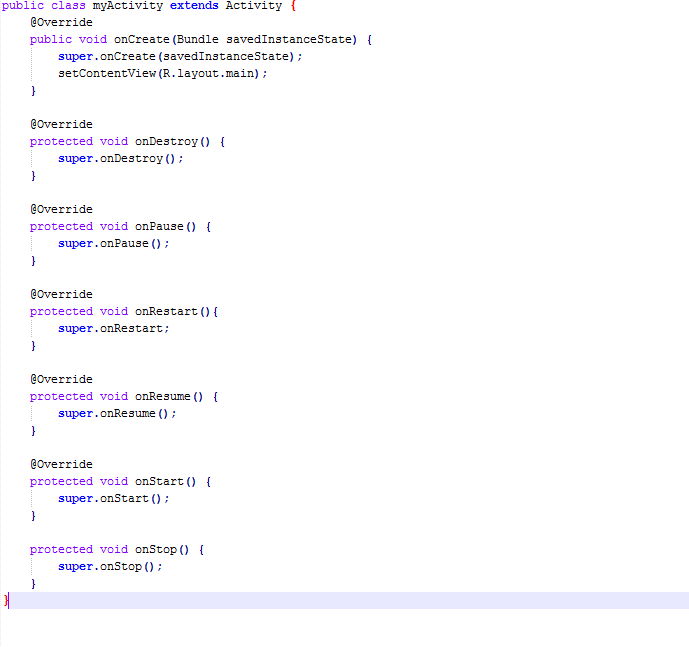 public class myActivity extends Activity {
    @Override
    public void onCreate(Bundle savedInstanceState) {
        super.onCreate(savedInstanceState);
        setContentView(R.layout.main);
    }

    @Override
    protected void onDestroy() {
        super.onDestroy();
    }

    @Override
    protected void onPause() {
        super.onPause();
    }

    @Override
    protected void onRestart(){
        super.onRestart;
    }

    @Override
    protected void onResume() {
        super.onResume();
    }

    @Override
    protected void onStart() {
        super.onStart();
    }

    protected void onStop() {
        super.onStop();
    }
}